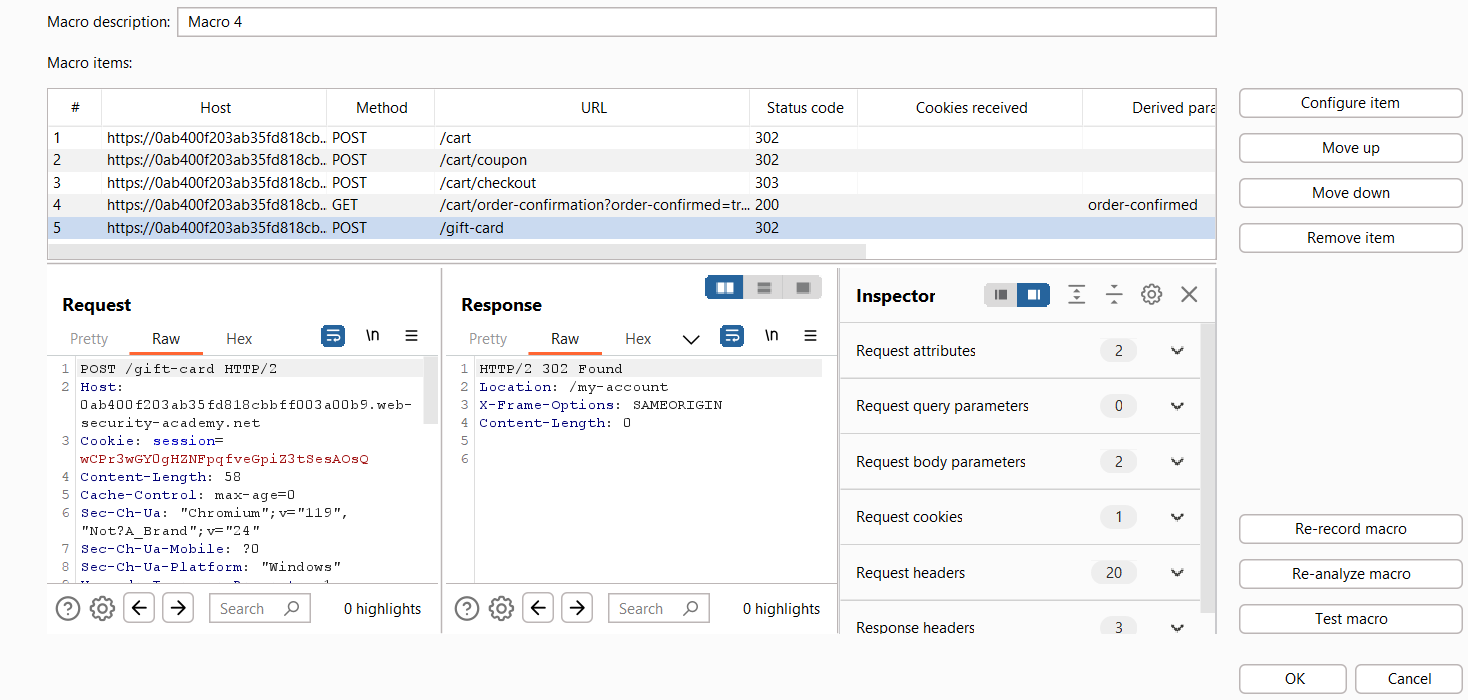 Macro description: Macro 4
Macro items:
# Host Method URL Status code Cookies received Derived para
1 https://0ab400f203ab35fd818cb... POST /cart 302
2 https://0ab400f203ab35fd818cb... POST /cart/coupon 302
3 https://0ab400f203ab35fd818cb... POST /cart/checkout 303
4 https://0ab400f203ab35fd818cb... GET /cart/order-confirmation?order-confirmed=tr... 200 order-confirmed
5 https://0ab400f203ab35fd818cb... POST /gift-card 302
Configure item
Move up
Move down
Remove item
Request
Pretty Raw Hex \n
1 POST /gift-card HTTP/2
2 Host:
0ab400f203ab35fd818cbbff003a00b9.web-
security-academy.net
3 Cookie: session=
wCPr3wGY0gHZNFpqfveGpiZ3tSesAOsQ
4 Content-Length: 58
5 Cache-Control: max-age=0
6 Sec-Ch-Ua: "Chromium";v="119",
"Not?A_Brand";v="24"
7 Sec-Ch-Ua-Mobile: ?0
8 Sec-Ch-Ua-Platform: "Windows"
Search 0 highlights
Response
Pretty Raw Hex \n
1 HTTP/2 302 Found
2 Location: /my-account
3 X-Frame-Options: SAMEORIGIN
4 Content-Length: 0
5
6
Search 0 highlights
Inspector
Request attributes 2
Request query parameters 0
Request body parameters 2
Request cookies 1
Request headers 20
Response headers 3
Re-record macro
Re-analyze macro
Test macro
OK Cancel